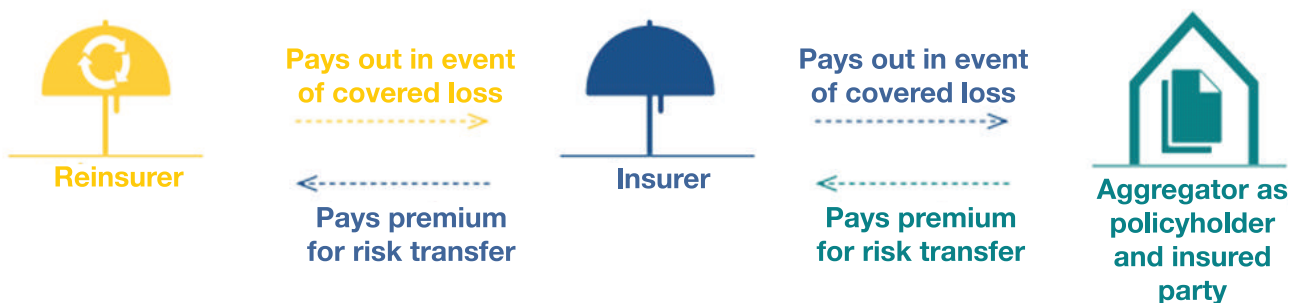 Pays out in event
of covered loss
Reinsurer
Pays premium
for risk transfer
Insurer
Pays out in event
of covered loss
Pays premium
for risk transfer
Aggregator as
policyholder
and insured
party